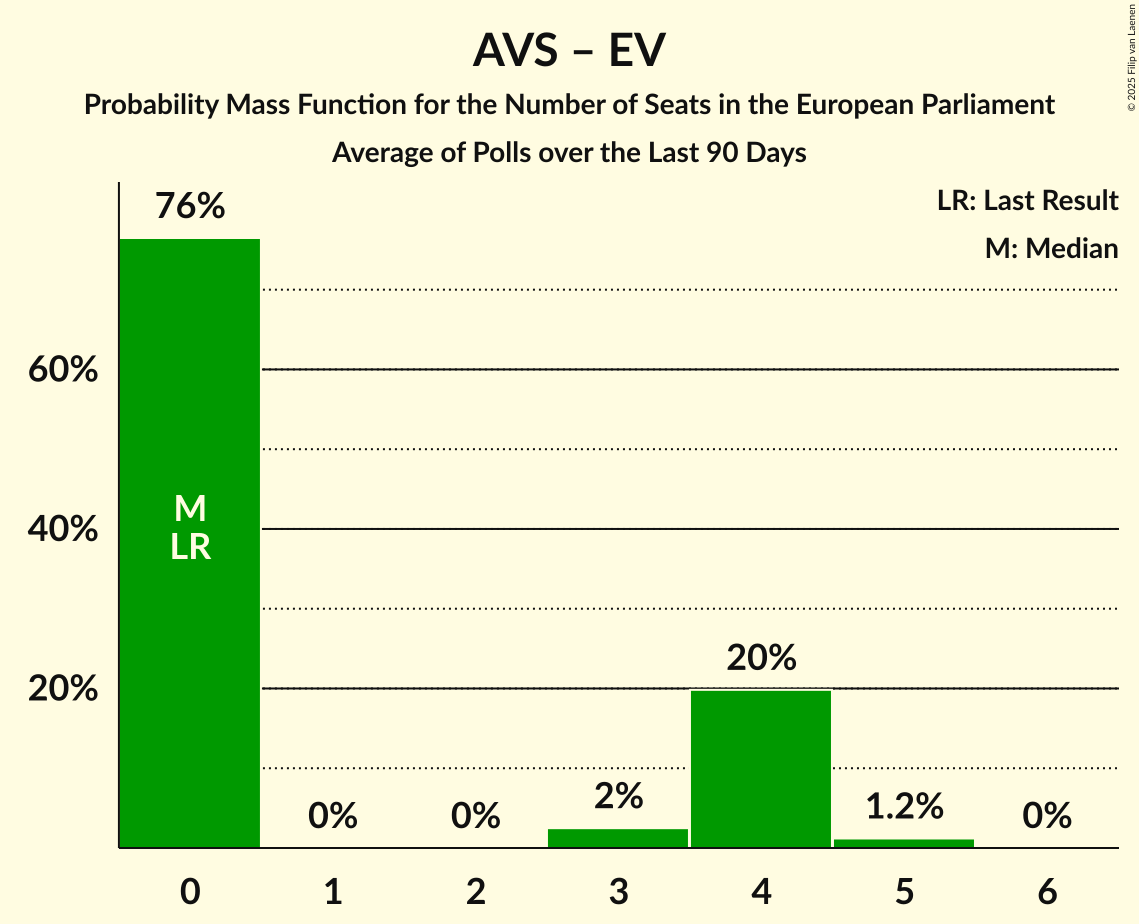 AVS – EV
Probability Mass Function for the Number of Seats in the European Parliament
Average of Polls over the Last 90 Days
© 2025 Filip van Laenen
LR: Last Result
M: Median
76%
60%
40%
20%
M
LR
0%
0%
2%
20%
1.2%
0%
0 1 2 3 4 5 6